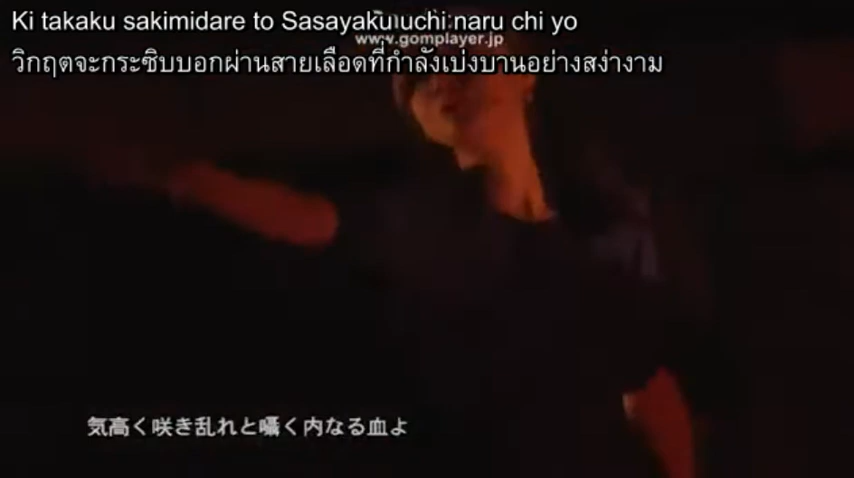 Ki takaku sakimidare to Sasayaku uchi naru chi yo
www.gomplayer.jp
วิกฤตจะกระซิบบอกผ่านสายเลือดที่กำลังเบ่งบานอย่างสง่างาม
気高く咲き乱れと囁く内なる血よ